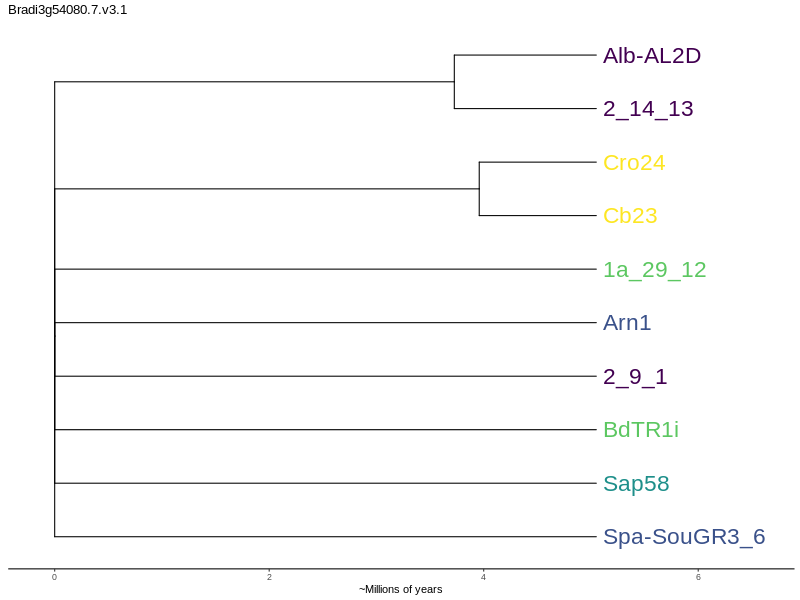 Bradi3g54080.7.v3.1
Alb-AL2D
2_14_13
Cro24
Cb23
1a_29_12
Arn1
2_9_1
BdTR1i
Sap58
Spa-SouGR3_6
0 2 4 6
~Millions of years